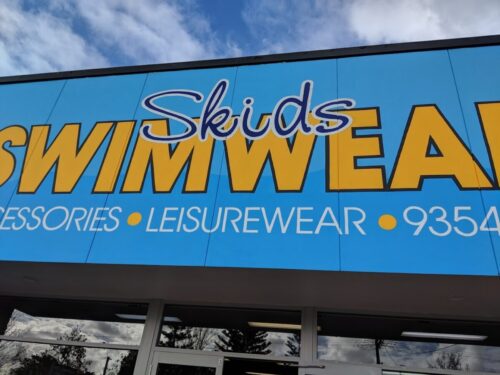 Skids
SWIMWEA
ESSORIES • LEISUREWEAR • 9354